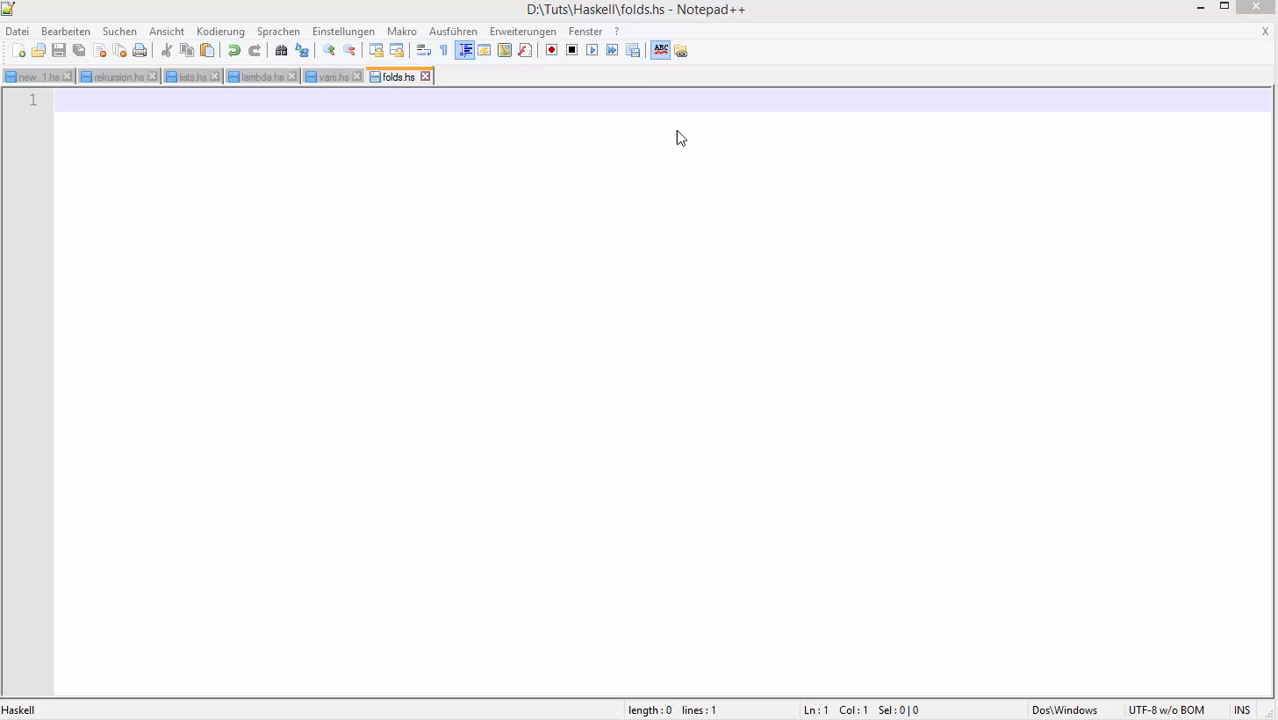 D:\Tuts\Haskell\folds.hs - Notepad++
Datei Bearbeiten Suchen Ansicht Kodierung Sprachen Einstellungen Makro Ausführen Erweiterungen Fenster ? X
ABC
new 1.hs rekursion.hs lists.hs lambda.hs vars.hs folds.hs
1
Haskell length : 0 lines : 1 Ln : 1 Col : 1 Sel : 0 | 0 Dos\Windows UTF-8 w/o BOM INS